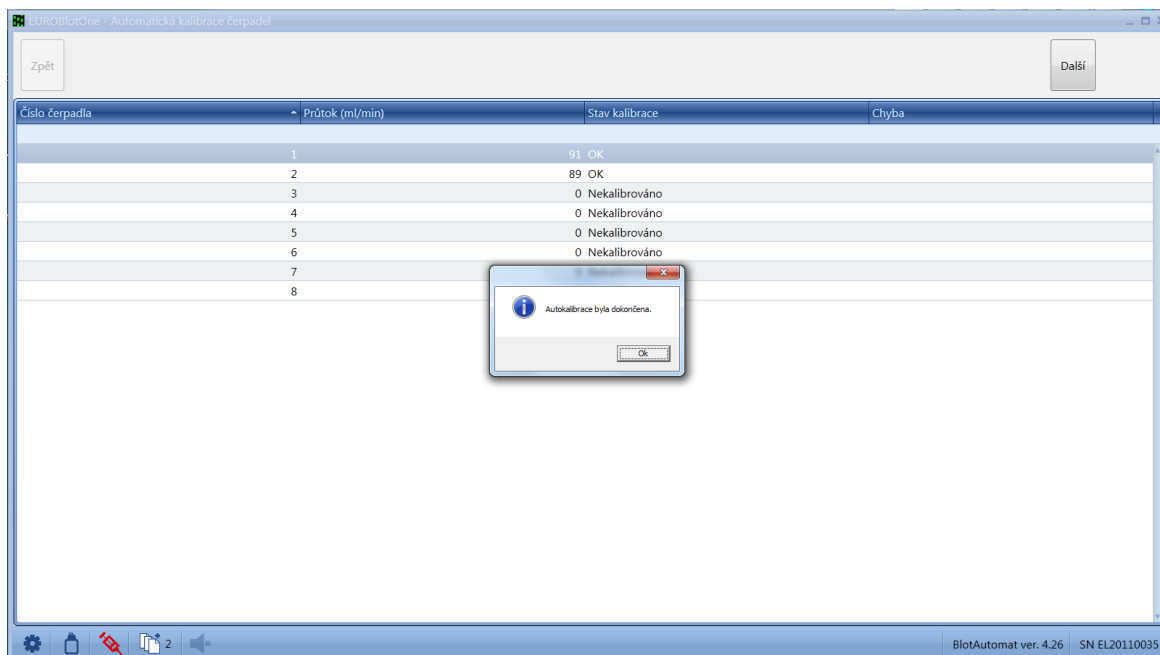 EUROBlotOne - Automatická kalibrace čerpadel
Zpět
Další
Číslo čerpadla Průtok (ml/min) Stav kalibrace Chyba
1 91 OK
2 89 OK
3 0 Nekalibrováno
4 0 Nekalibrováno
5 0 Nekalibrováno
6 0 Nekalibrováno
7
8
Autokalibrace byla dokončena.
Ok
2 BlotAutomat ver. 4.26 SN EL20110035